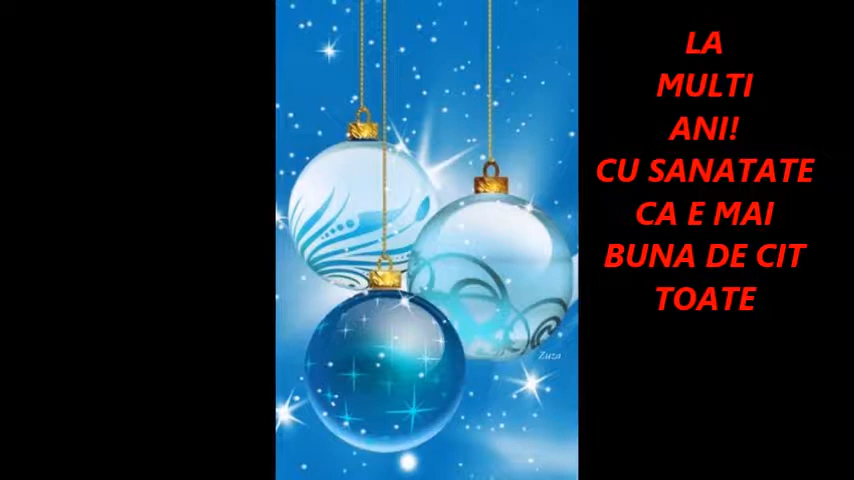 LA
MULTI
ANI!
CU SANATATE
CA E MAI
BUNA DE CIT
TOATE
Zuza